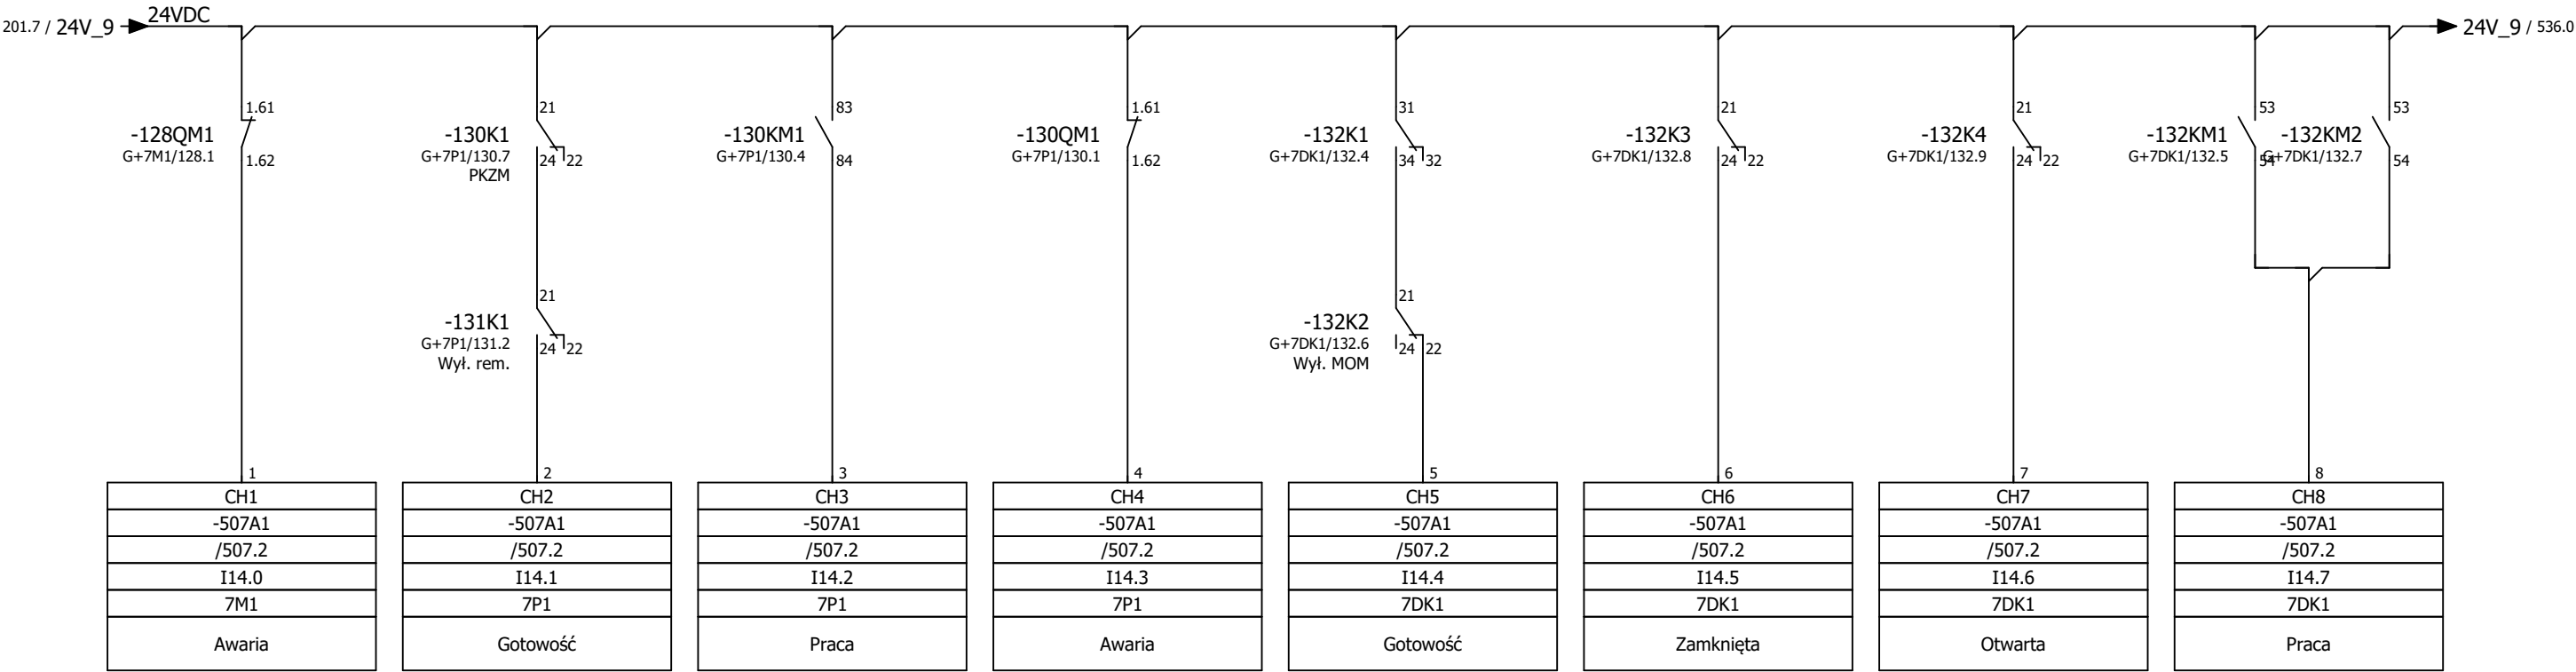 24VDC
201.7 / 24V_9
24V_9 / 536.0
1.61
-128QM1
G+7M1/128.1
1.62
21
-130K1
G+7P1/130.7
24 22
PKZM
83
-130KM1
G+7P1/130.4
84
1.61
-130QM1
G+7P1/130.1
1.62
31
-132K1
G+7DK1/132.4
34 32
21
-132K3
G+7DK1/132.8
24 22
21
-132K4
G+7DK1/132.9
24 22
53
-132KM1
G+7DK1/132.5
54
53
-132KM2
G+7DK1/132.7
54
21
-131K1
G+7P1/131.2
24 22
Wył. rem.
21
-132K2
G+7DK1/132.6
24 22
Wył. MOM
1 2 3 4 5 6 7 8
CH1 CH2 CH3 CH4 CH5 CH6 CH7 CH8
-507A1 -507A1 -507A1 -507A1 -507A1 -507A1 -507A1 -507A1
/507.2 /507.2 /507.2 /507.2 /507.2 /507.2 /507.2 /507.2
I14.0 I14.1 I14.2 I14.3 I14.4 I14.5 I14.6 I14.7
7M1 7P1 7P1 7P1 7DK1 7DK1 7DK1 7DK1
Awaria Gotowość Praca Awaria Gotowość Zamknięta Otwarta Praca